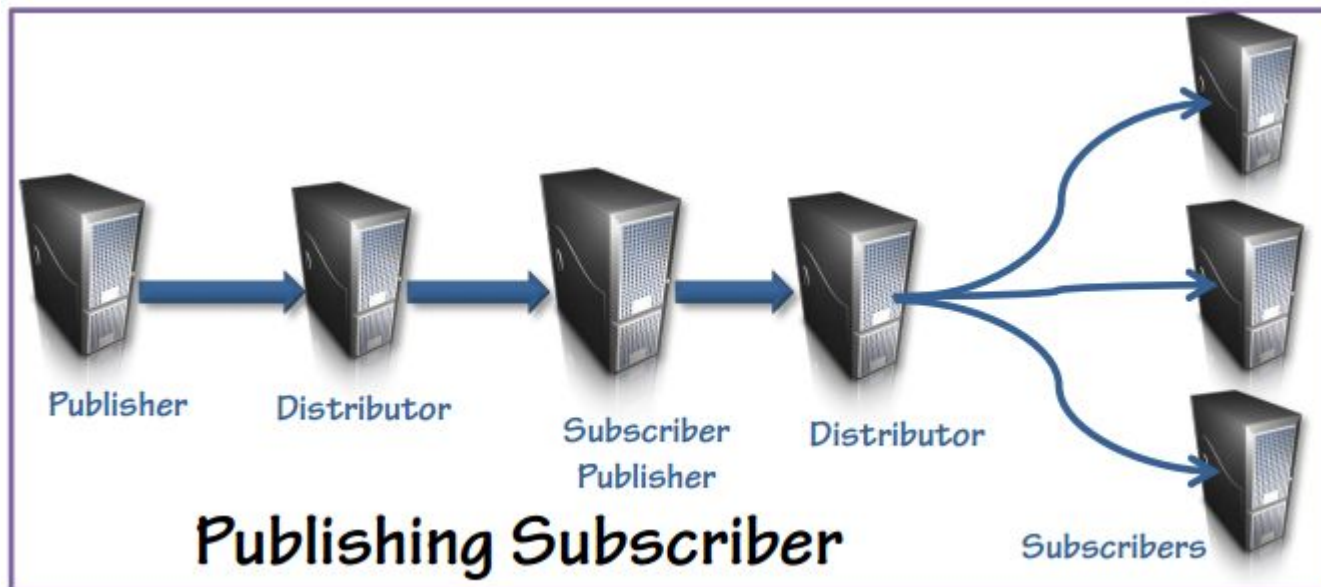 Publisher
Distributor
Subscriber
Publisher
Distributor
Subscribers
Publishing Subscriber